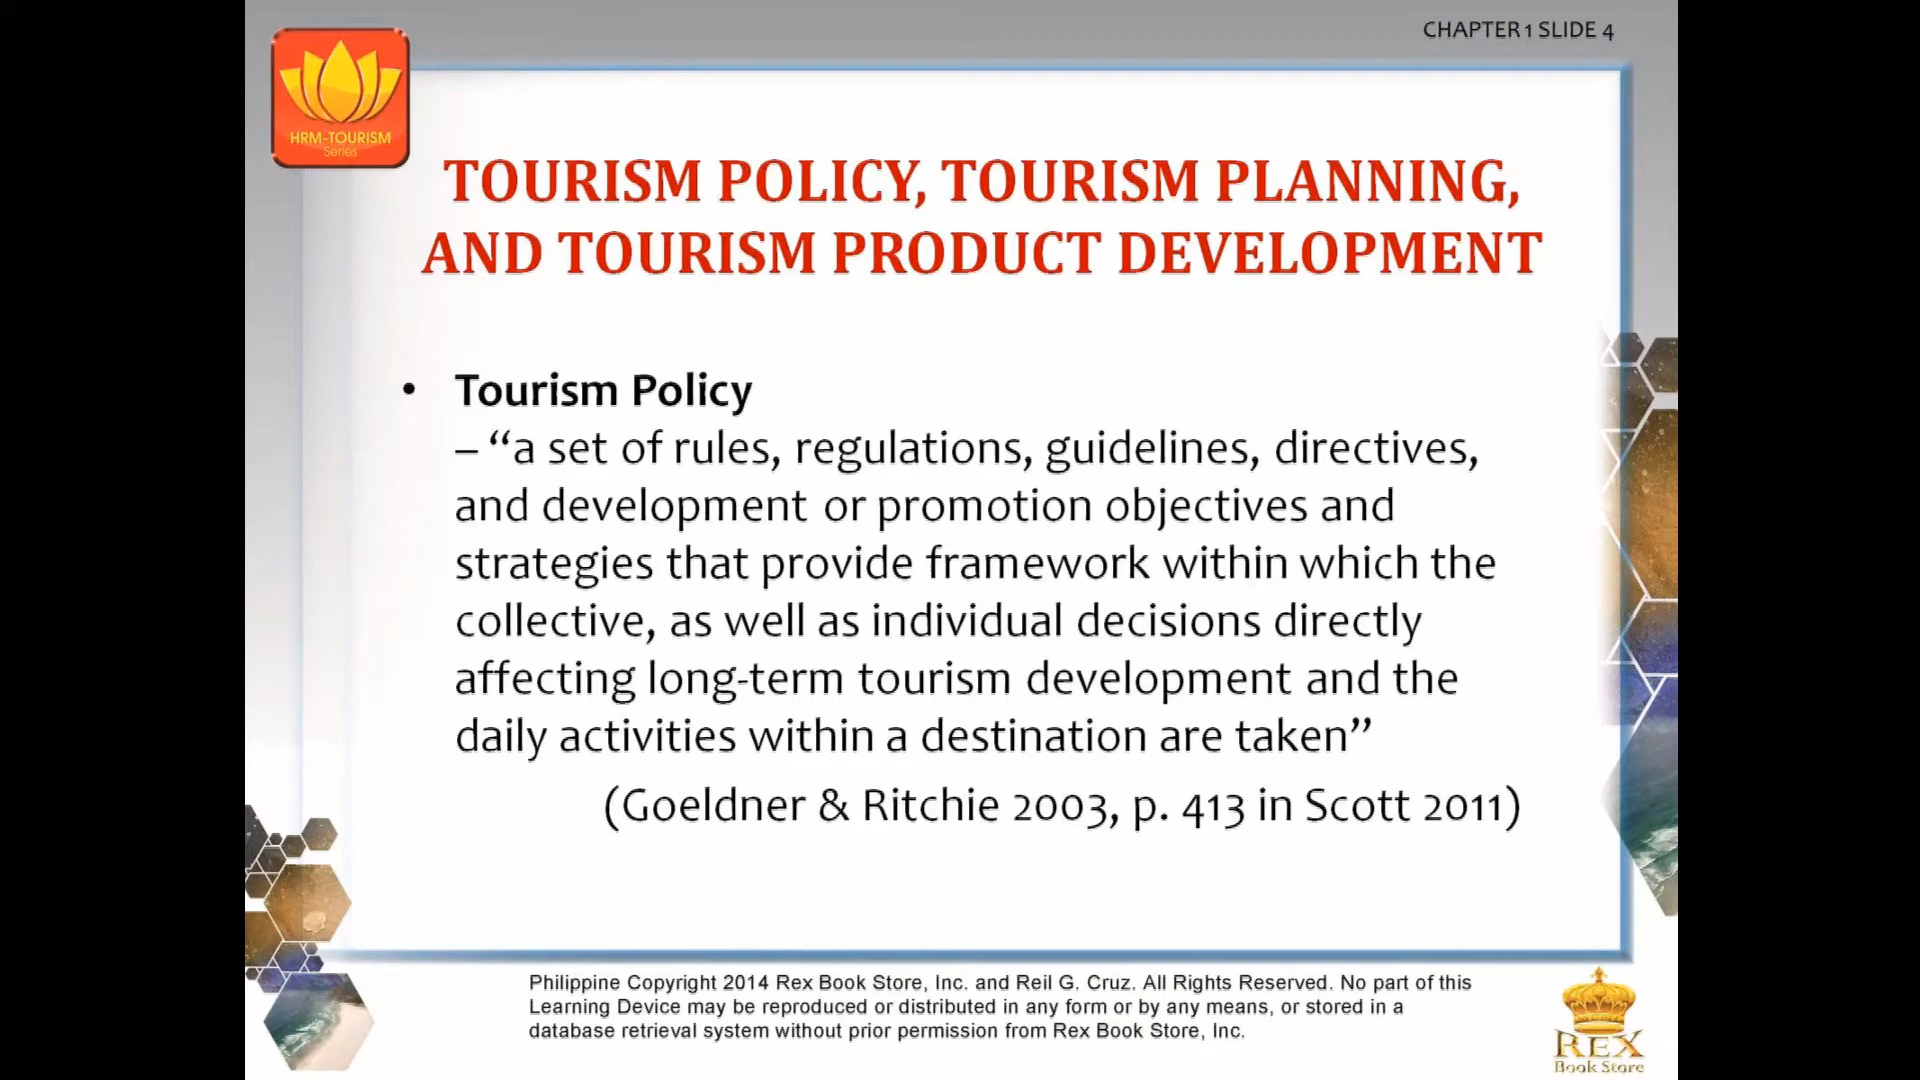 CHAPTER 1 SLIDE 4
HRM-TOURISM
Series
TOURISM POLICY, TOURISM PLANNING,
AND TOURISM PRODUCT DEVELOPMENT
• Tourism Policy
– “a set of rules, regulations, guidelines, directives,
and development or promotion objectives and
strategies that provide framework within which the
collective, as well as individual decisions directly
affecting long-term tourism development and the
daily activities within a destination are taken”
(Goeldner & Ritchie 2003, p. 413 in Scott 2011)
Philippine Copyright 2014 Rex Book Store, Inc. and Reil G. Cruz. All Rights Reserved. No part of this
Learning Device may be reproduced or distributed in any form or by any means, or stored in a
database retrieval system without prior permission from Rex Book Store, Inc.
REX
Book Store